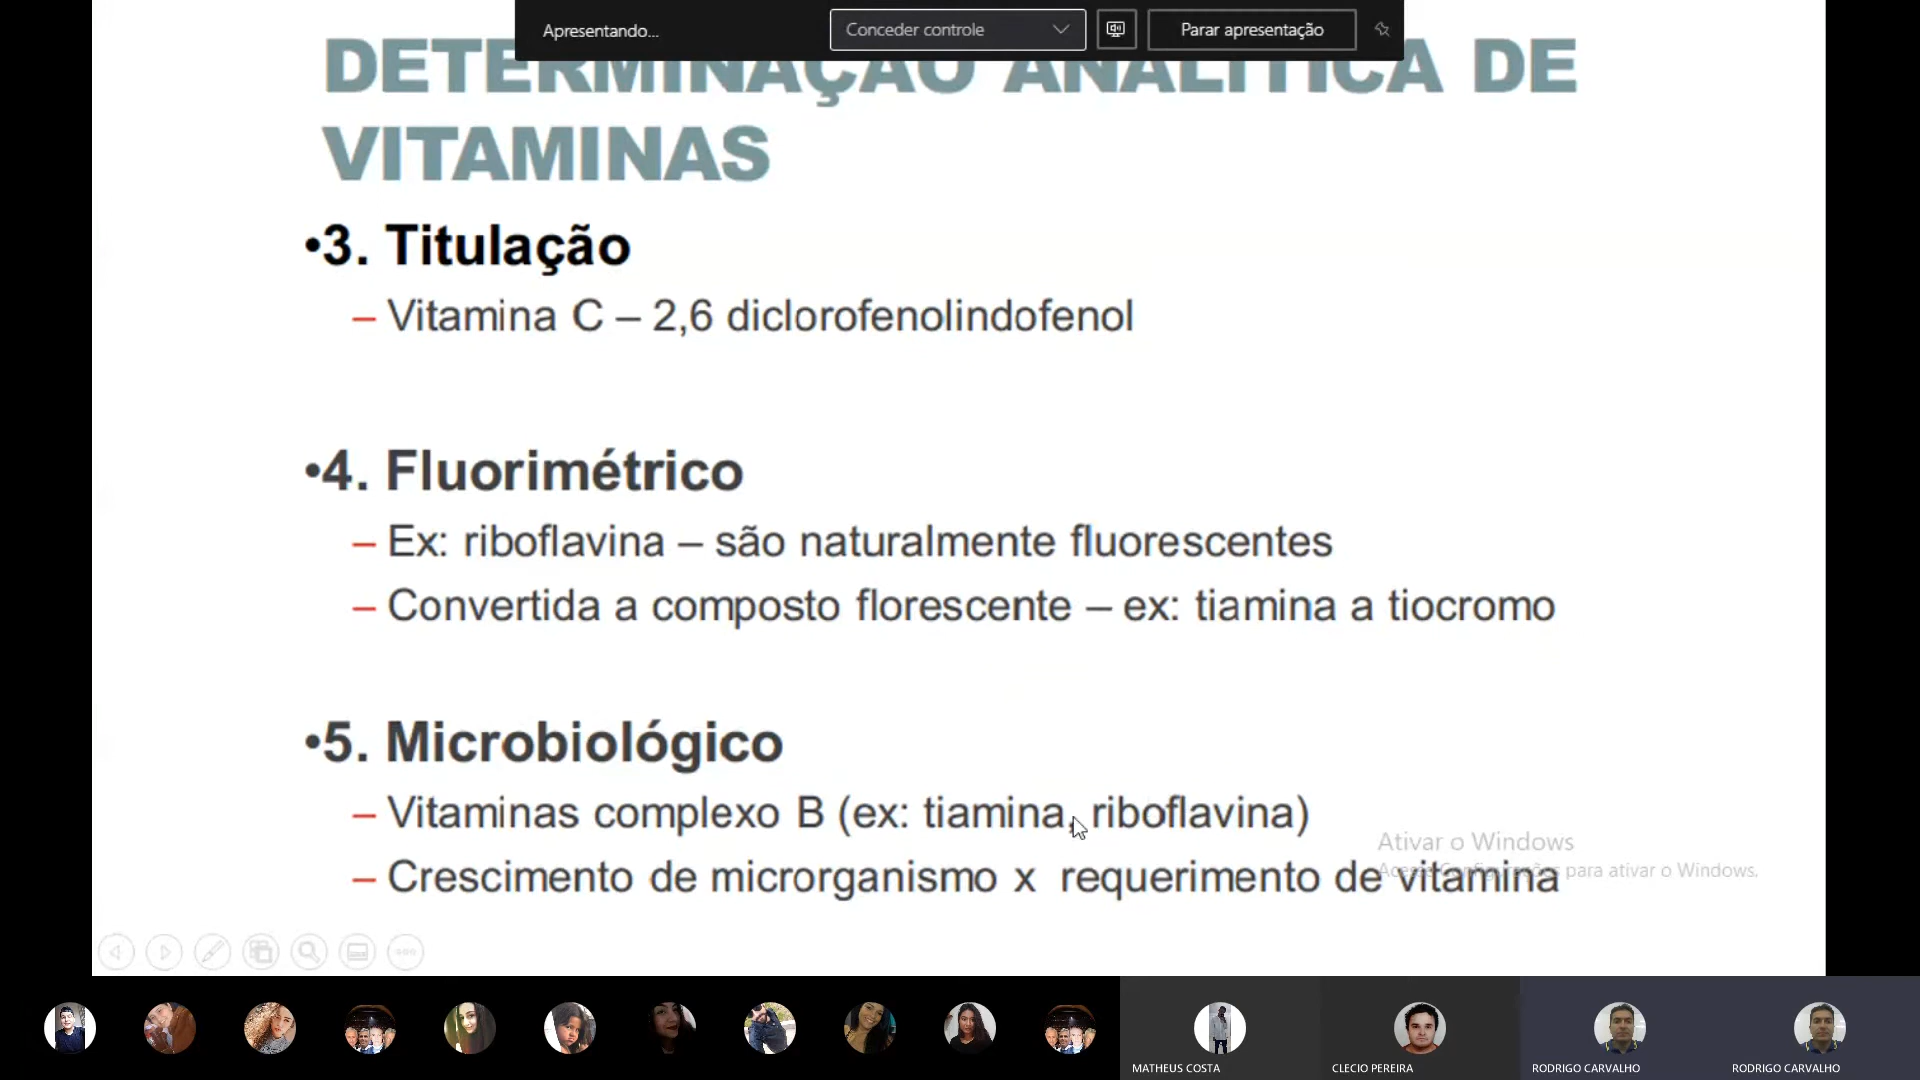 Apresentando...
Conceder controle
Parar apresentação
DETERMINAÇÃO ANALÍTICA DE
VITAMINAS
•3. Titulação
– Vitamina C – 2,6 diclorofenolindofenol
•4. Fluorimétrico
– Ex: riboflavina – são naturalmente fluorescentes
– Convertida a composto florescente – ex: tiamina a tiocromo
•5. Microbiológico
– Vitaminas complexo B (ex: tiamina, riboflavina)
Ativar o Windows
Acesse Configurações para ativar o Windows.
– Crescimento de microrganismo x requerimento de vitamina
MATHEUS COSTA
CLECIO PEREIRA
RODRIGO CARVALHO
RODRIGO CARVALHO